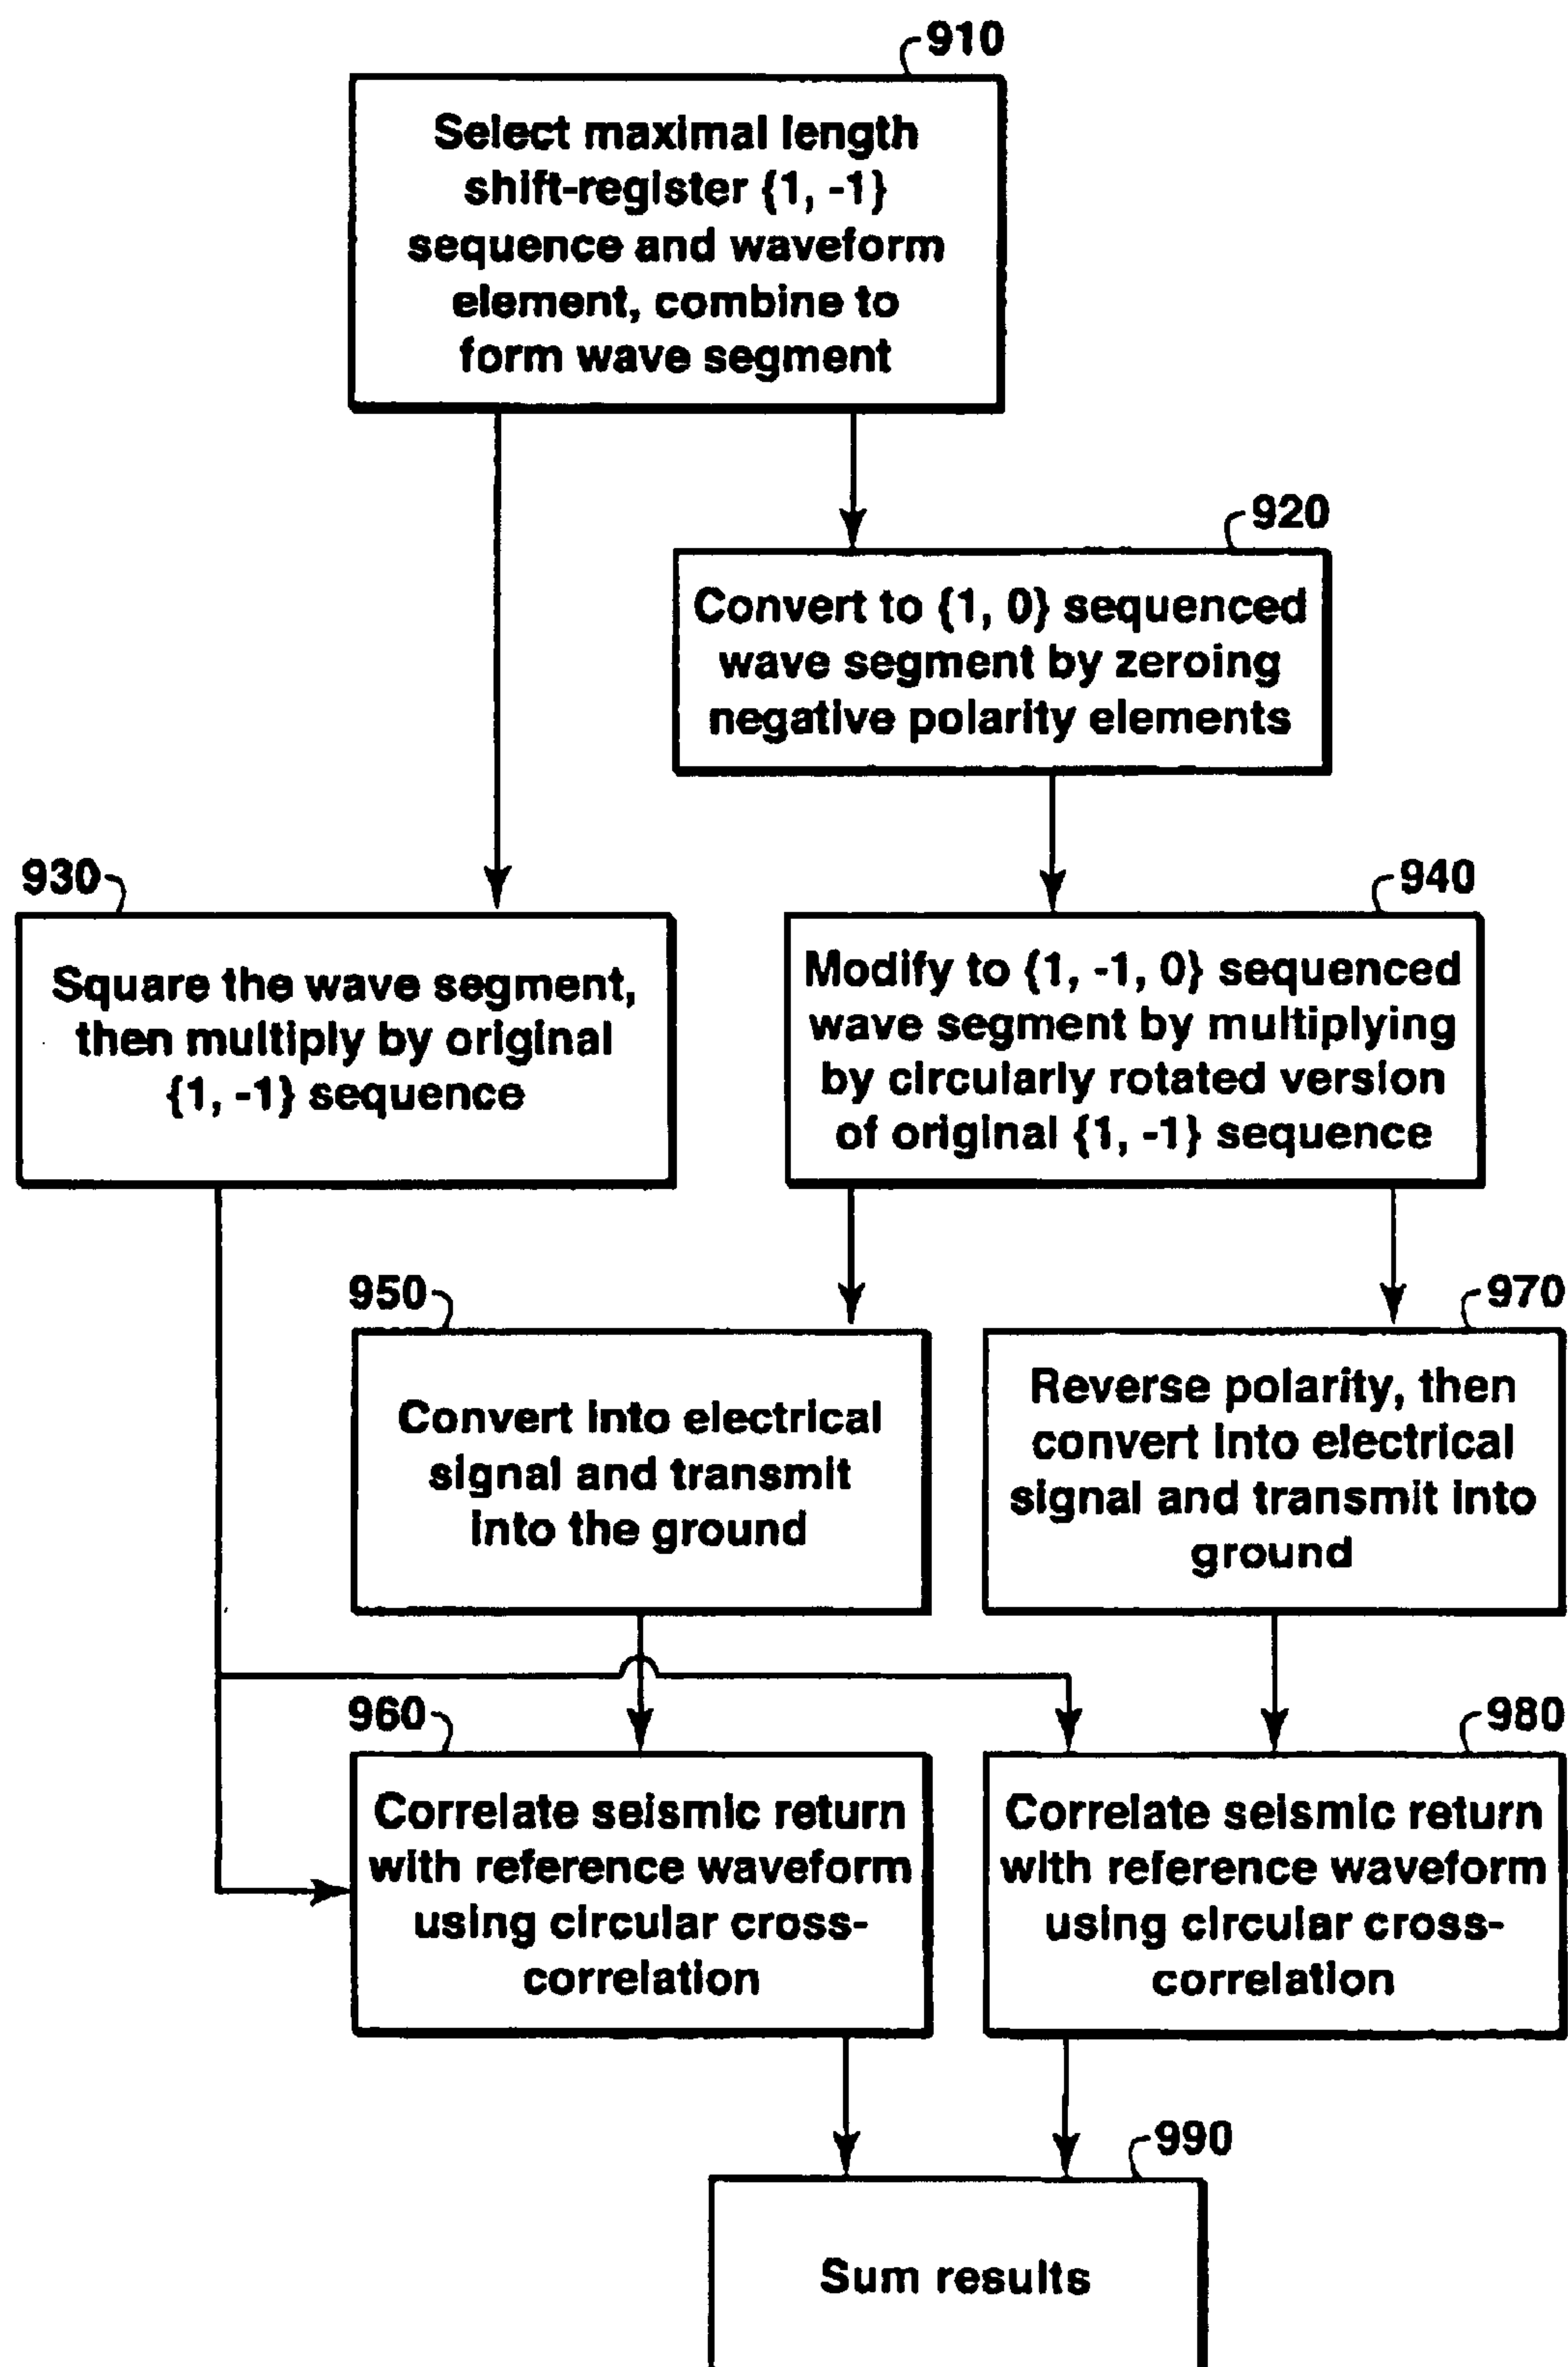 910
Select maximal length
shift-register {1, -1}
sequence and waveform
element, combine to
form wave segment
920
Convert to {1, 0} sequenced
wave segment by zeroing
negative polarity elements
930
Square the wave segment,
then multiply by original
{1, -1} sequence
940
Modify to {1, -1, 0} sequenced
wave segment by multiplying
by circularly rotated version
of original {1, -1} sequence
950
Convert into electrical
signal and transmit
into the ground
970
Reverse polarity, then
convert into electrical
signal and transmit into
ground
960
Correlate seismic return
with reference waveform
using circular cross-
correlation
980
Correlate seismic return
with reference waveform
using circular cross-
correlation
990
Sum results